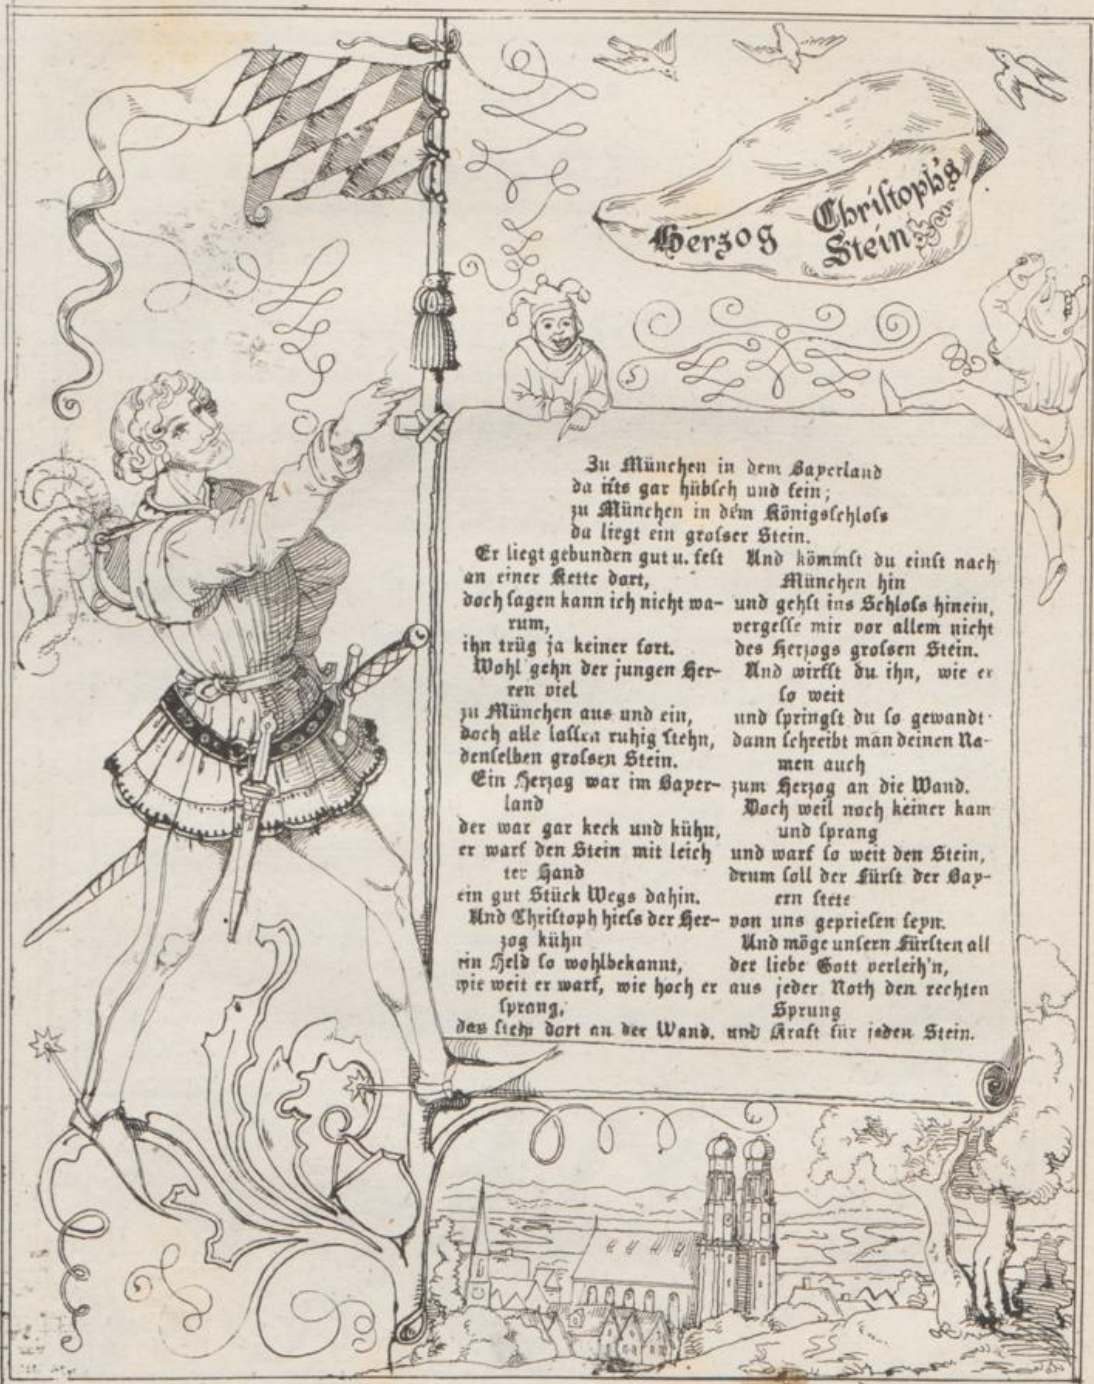 Herzog Christoph's
Stein
Zu München in dem Bayerland
da ists gar hübsch und fein;
zu München in dem Königsschloss
da liegt ein grosser Stein.
Er liegt gebunden gut u. fest
an einer Kette dort,
doch sagen kann ich nicht wa-
rum,
ihn trüg ja keiner fort.
Wohl gehn der jungen Her-
ren viel
zu München aus und ein,
doch alle lassen ruhig stehn,
denselben grossen Stein.
Ein Herzog war im Bayer-
land
der war gar keck und kühn,
er warf den Stein mit leich
ter Hand
ein gut Stück Wegs dahin.
Und Christoph hiess der Her-
zog kühn
ein Held so wohlbekannt,
wie weit er warf, wie hoch er
sprang,
das steht dort an der Wand.
Und kömmst du einst nach
München hin
und gehst ins Schloss hinein,
vergesse mir vor allem nicht
des Herzogs grossen Stein.
Und wirfst du ihn, wie er
so weit
und springst du so gewandt
dann schreibt man deinen Na-
men auch
zum Herzog an die Wand.
Doch weil noch keiner kam
und sprang
und warf so weit den Stein,
drum soll der Fürst der Bay-
ern stets
von uns gepriesen seyn.
Und möge unsern Fürsten all
der liebe Gott verleih'n,
aus jeder Noth den rechten
Sprung
und Kraft für jeden Stein.